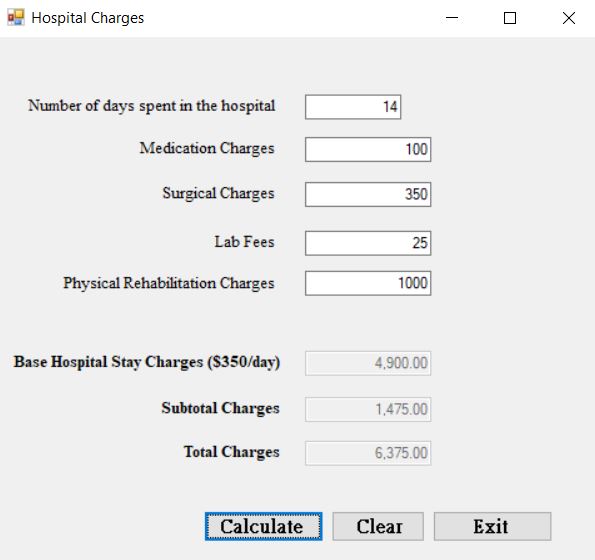 Hospital Charges
Number of days spent in the hospital 14
Medication Charges 100
Surgical Charges 350
Lab Fees 25
Physical Rehabilitation Charges 1000
Base Hospital Stay Charges ($350/day) 4,900.00
Subtotal Charges 1,475.00
Total Charges 6,375.00
Calculate Clear Exit